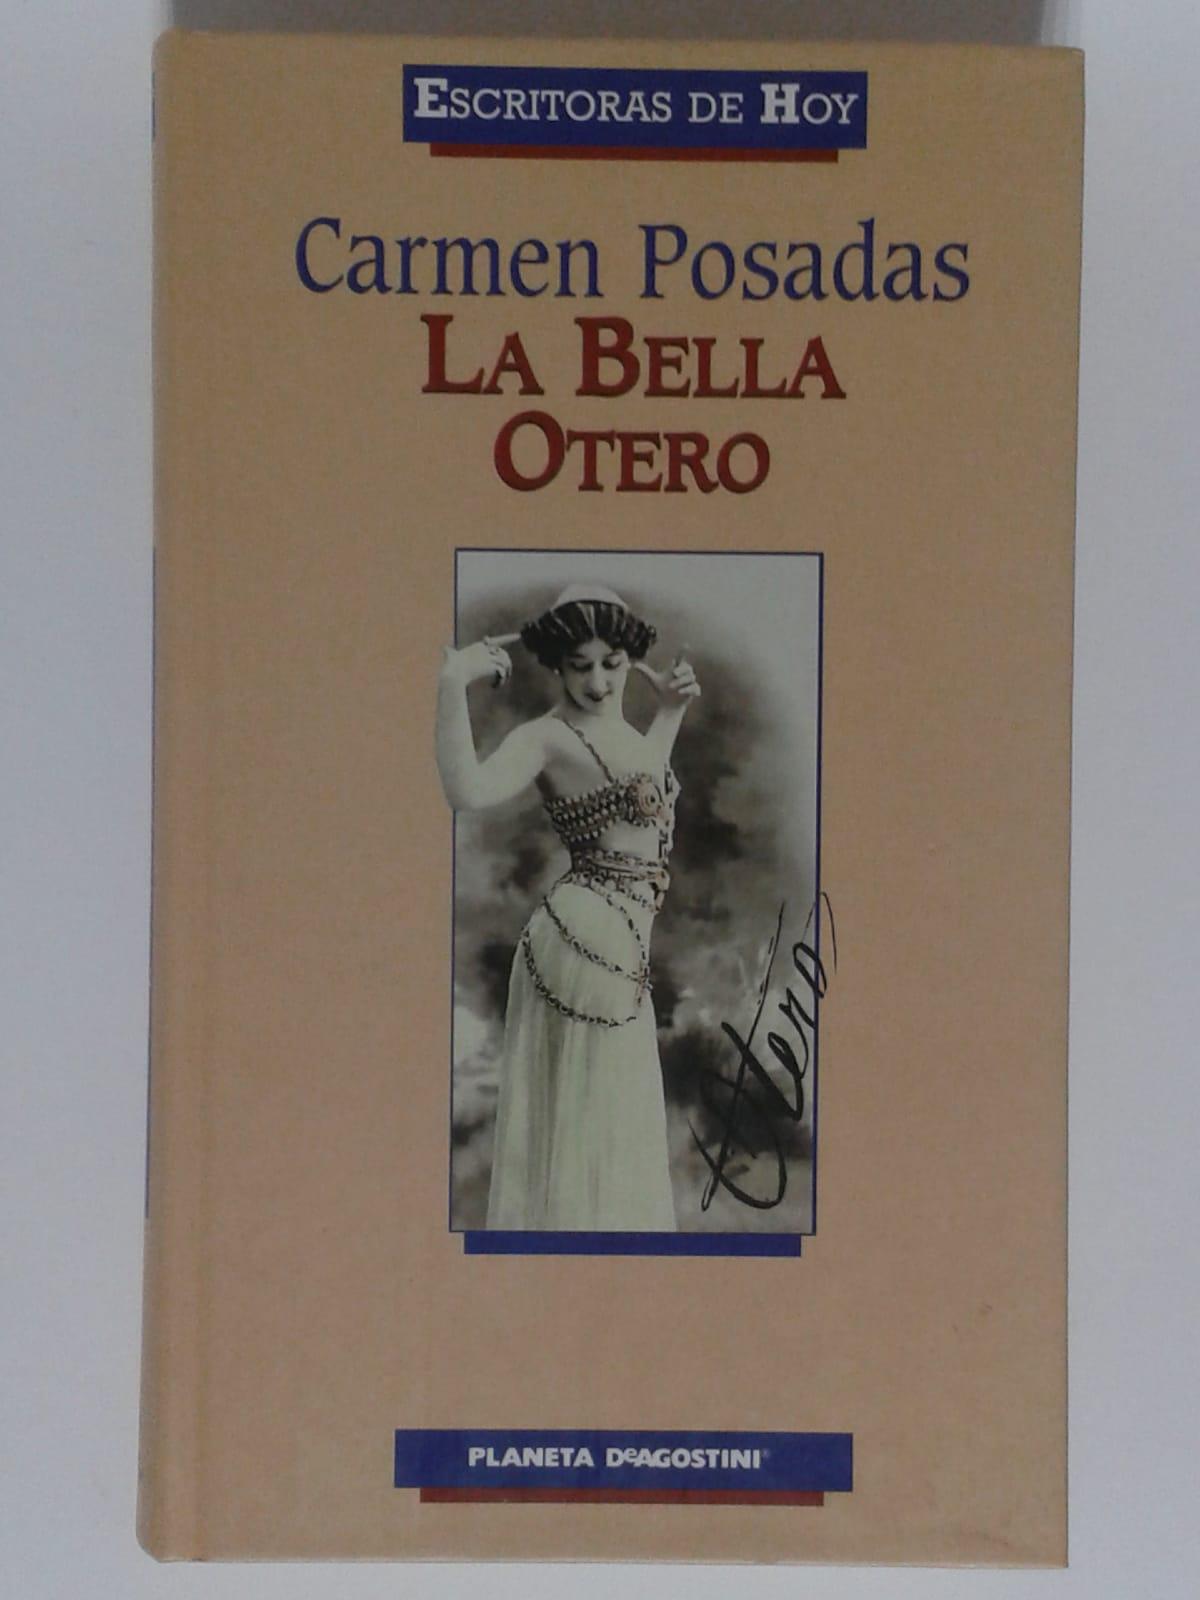 ESCRITORAS DE HOY
Carmen Posadas
LA BELLA
OTERO
Otero
PLANETA DeAGOSTINI